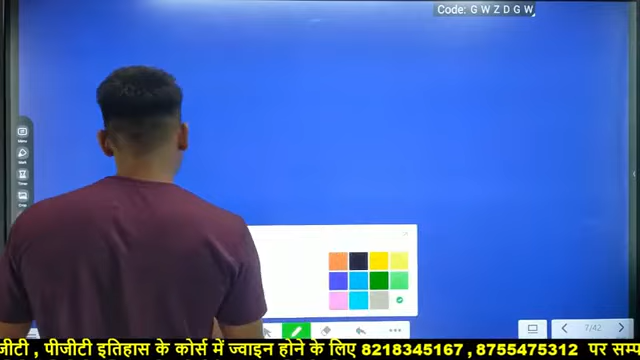 Code: G W Z D G W
7/42
जीटी , पीजीटी इतिहास के कोर्स में ज्वाइन होने के लिए 8218345167 , 8755475312 पर सम्प